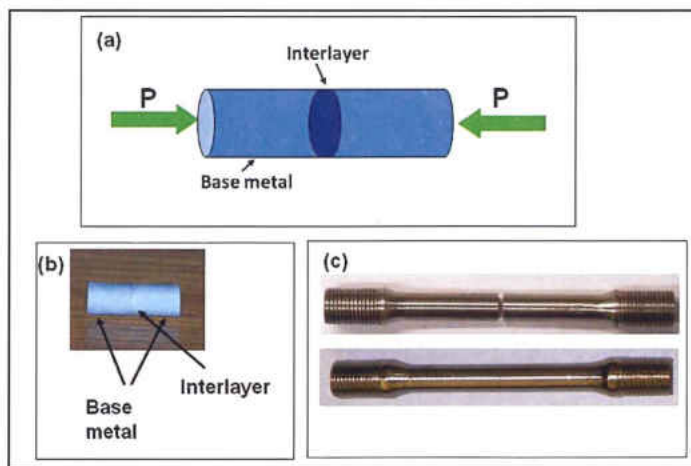 (a)
Interlayer
P
P
Base metal
(b)
Interlayer
Base
metal
(c)